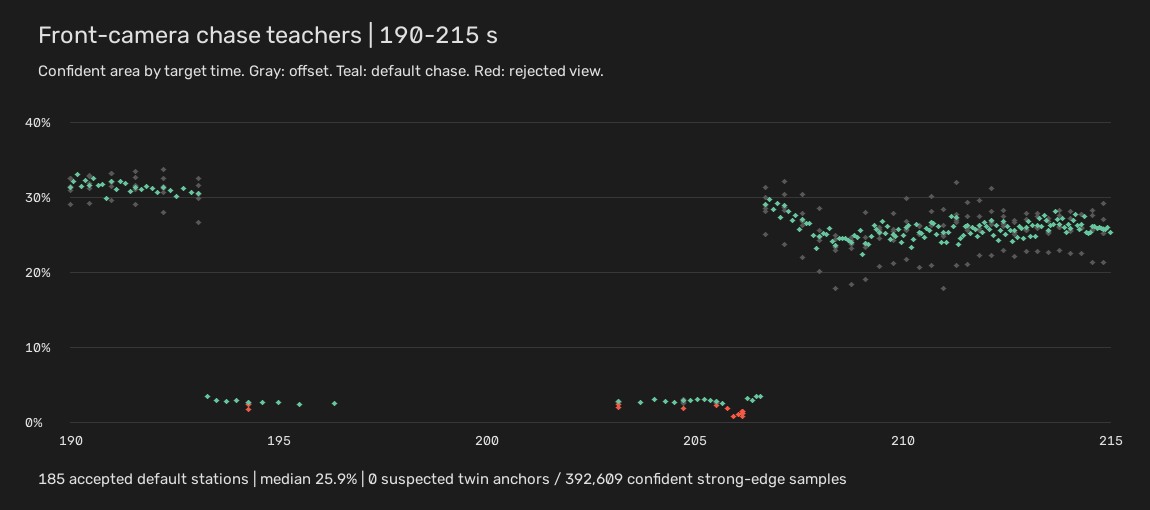 Front-camera chase teachers | 190-215 s
Confident area by target time. Gray: offset. Teal: default chase. Red: rejected view.
40%
30%
20%
10%
0%
190 195 200 205 210 215
185 accepted default stations | median 25.9% | 0 suspected twin anchors / 392,609 confident strong-edge samples